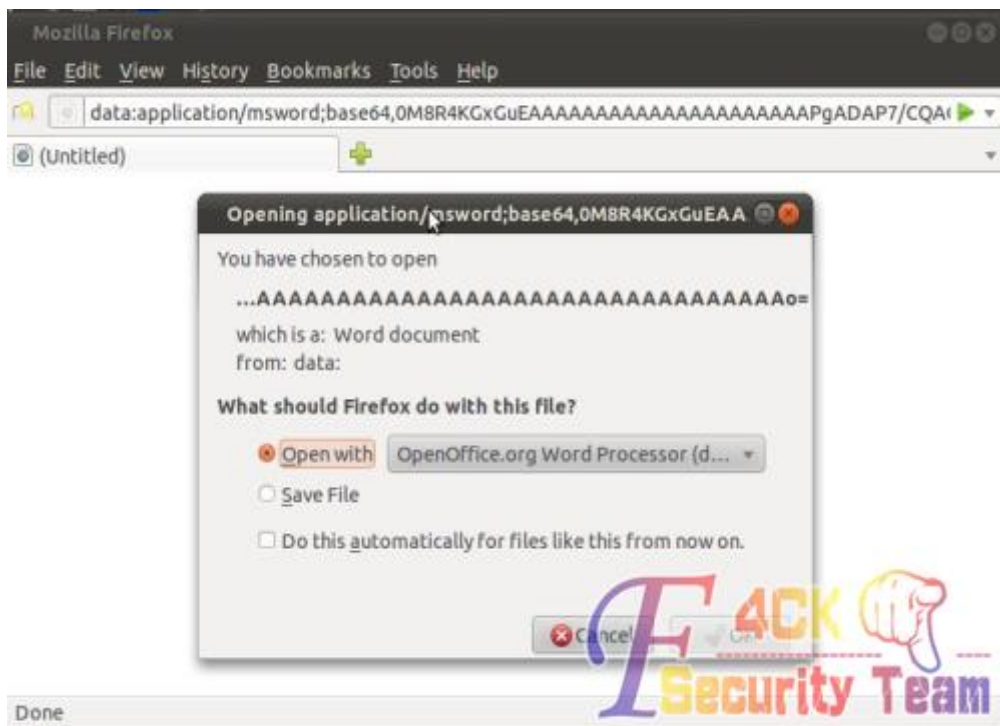 Mozilla Firefox
File Edit View History Bookmarks Tools Help
data:application/msword;base64,0M8R4KGxGuEAAAAAAAAAAAAAAAAAAAAAPgADAP7/CQA
(Untitled)
Opening application/msword;base64,0M8R4KGxGuEAA
You have chosen to open
...AAAAAAAAAAAAAAAAAAAAAAAAAAAAAAAAAAo=
which is a: Word document
from: data:
What should Firefox do with this file?
Open with OpenOffice.org Word Processor (d...
Save File
Do this automatically for files like this from now on.
Cancel
F4CK
Security Team
Done